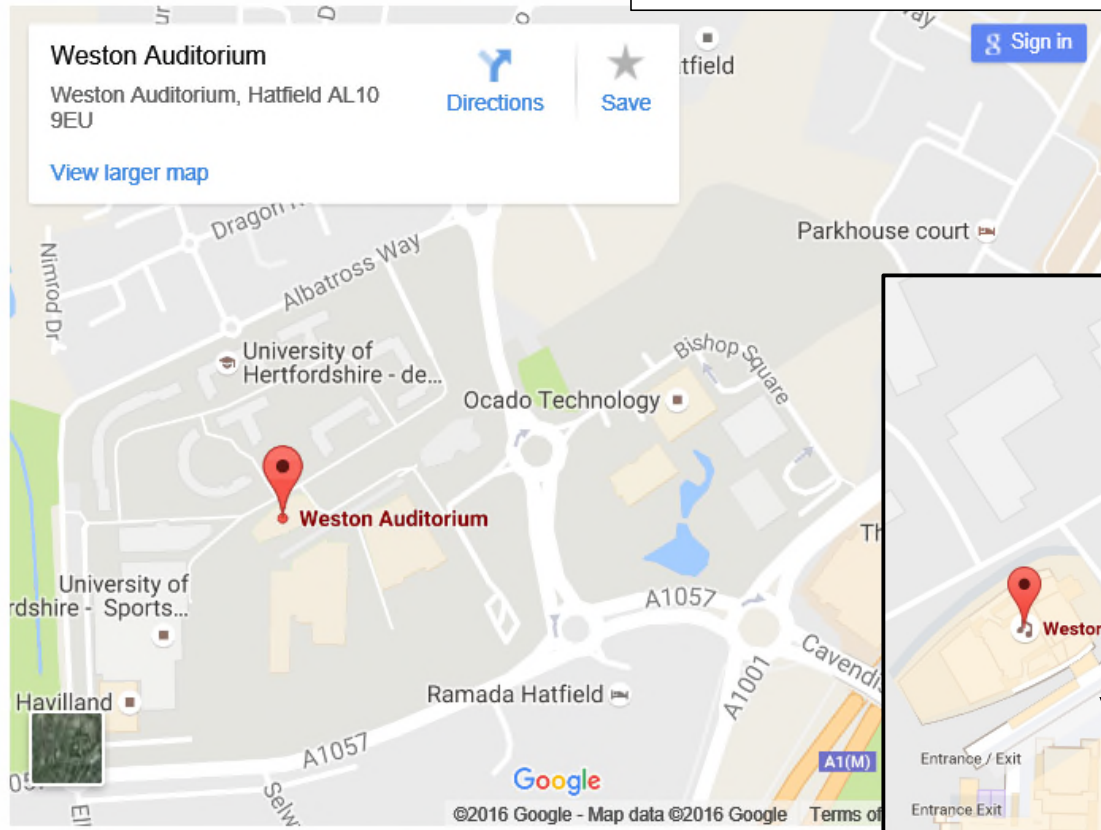 Weston Auditorium
Weston Auditorium, Hatfield AL10
9EU
Directions
Save
View larger map
Sign in
tfield
Dragon
Albatross Way
Nimrod Dr
Parkhouse court
University of
Hertfordshire - de...
Bishop Square
Ocado Technology
Weston Auditorium
Th
University of
rdshire - Sports...
A1057
Havilland
Ramada Hatfield
A1001
Cavendis
A1057
A1(M)
Selw
Google
©2016 Google - Map data ©2016 Google
Terms of
Weston
Entrance / Exit
Entrance Exit